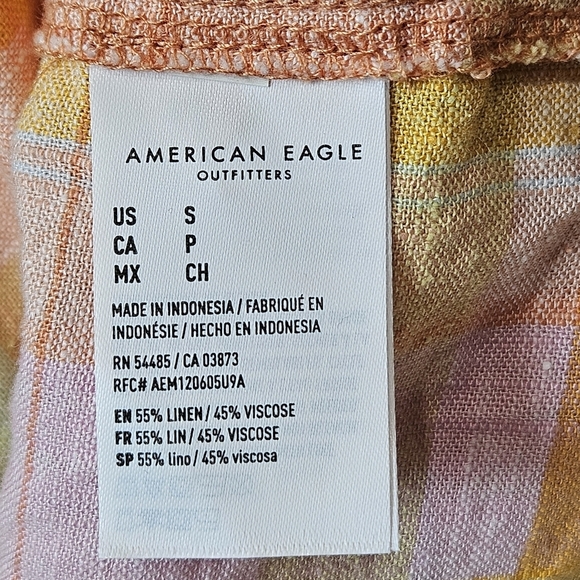 AMERICAN EAGLE
OUTFITTERS
US S
CA P
MX CH
MADE IN INDONESIA / FABRIQUÉ EN
INDONÉSIE / HECHO EN INDONESIA
RN 54485 / CA 03873
RFC# AEM120605U9A
EN 55% LINEN / 45% VISCOSE
FR 55% LIN / 45% VISCOSE
SP 55% lino / 45% viscosa